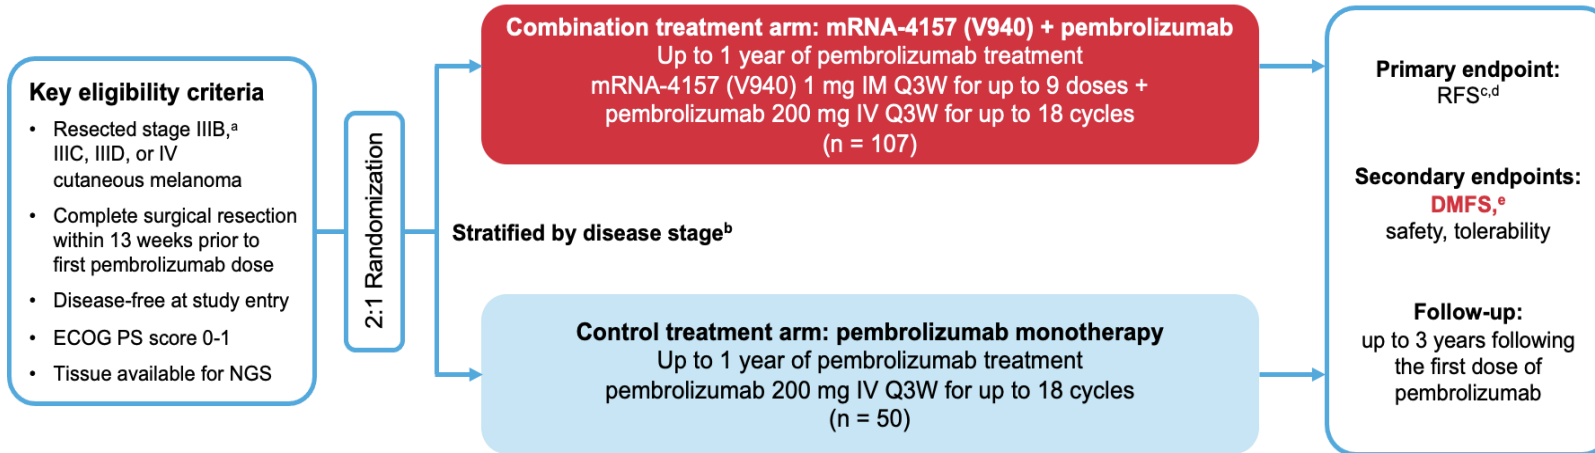 Key eligibility criteria
• Resected stage IIIB,ᵃ
IIIC, IIID, or IV
cutaneous melanoma
• Complete surgical resection
within 13 weeks prior to
first pembrolizumab dose
• Disease-free at study entry
• ECOG PS score 0-1
• Tissue available for NGS
2:1 Randomization
Combination treatment arm: mRNA-4157 (V940) + pembrolizumab
Up to 1 year of pembrolizumab treatment
mRNA-4157 (V940) 1 mg IM Q3W for up to 9 doses +
pembrolizumab 200 mg IV Q3W for up to 18 cycles
(n = 107)
Stratified by disease stageᵇ
Control treatment arm: pembrolizumab monotherapy
Up to 1 year of pembrolizumab treatment
pembrolizumab 200 mg IV Q3W for up to 18 cycles
(n = 50)
Primary endpoint:
RFSᶜ,ᵈ
Secondary endpoints:
DMFS,ᵉ
safety, tolerability
Follow-up:
up to 3 years following
the first dose of
pembrolizumab